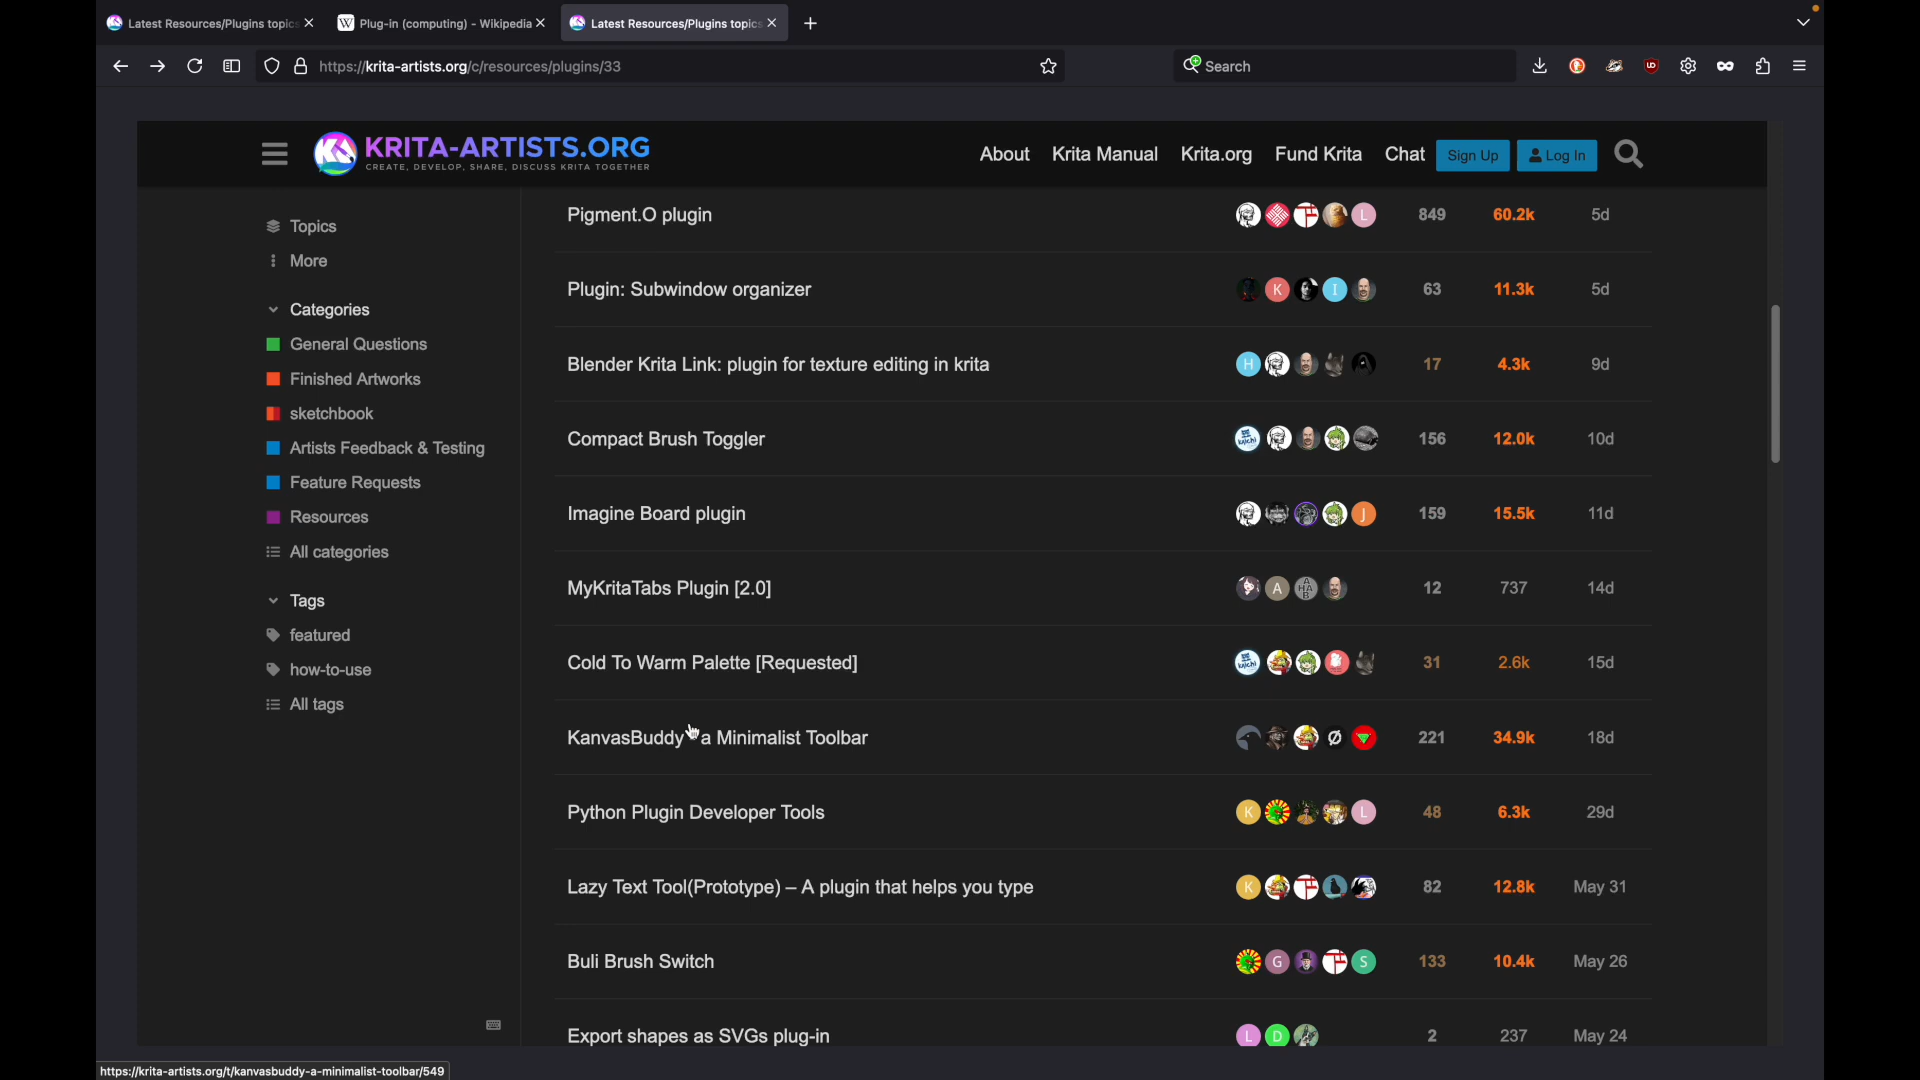 Latest Resources/Plugins topics
Plug-in (computing) - Wikipedia
Latest Resources/Plugins topics
https://krita-artists.org/c/resources/plugins/33
Search
KRITA-ARTISTS.ORG
CREATE, DEVELOP, SHARE, DISCUSS KRITA TOGETHER
About Krita Manual Krita.org Fund Krita Chat Sign Up Log In
Topics
More
Categories
General Questions
Finished Artworks
sketchbook
Artists Feedback & Testing
Feature Requests
Resources
All categories
Tags
featured
how-to-use
All tags
Pigment.O plugin L 849 60.2k 5d
Plugin: Subwindow organizer K I 63 11.3k 5d
Blender Krita Link: plugin for texture editing in krita H 17 4.3k 9d
Compact Brush Toggler 156 12.0k 10d
Imagine Board plugin J 159 15.5k 11d
MyKritaTabs Plugin [2.0] A 12 737 14d
Cold To Warm Palette [Requested] 31 2.6k 15d
KanvasBuddy a Minimalist Toolbar 221 34.9k 18d
Python Plugin Developer Tools K L 48 6.3k 29d
Lazy Text Tool(Prototype) – A plugin that helps you type K 82 12.8k May 31
Buli Brush Switch G S 133 10.4k May 26
Export shapes as SVGs plug-in L D 2 237 May 24
https://krita-artists.org/t/kanvasbuddy-a-minimalist-toolbar/549